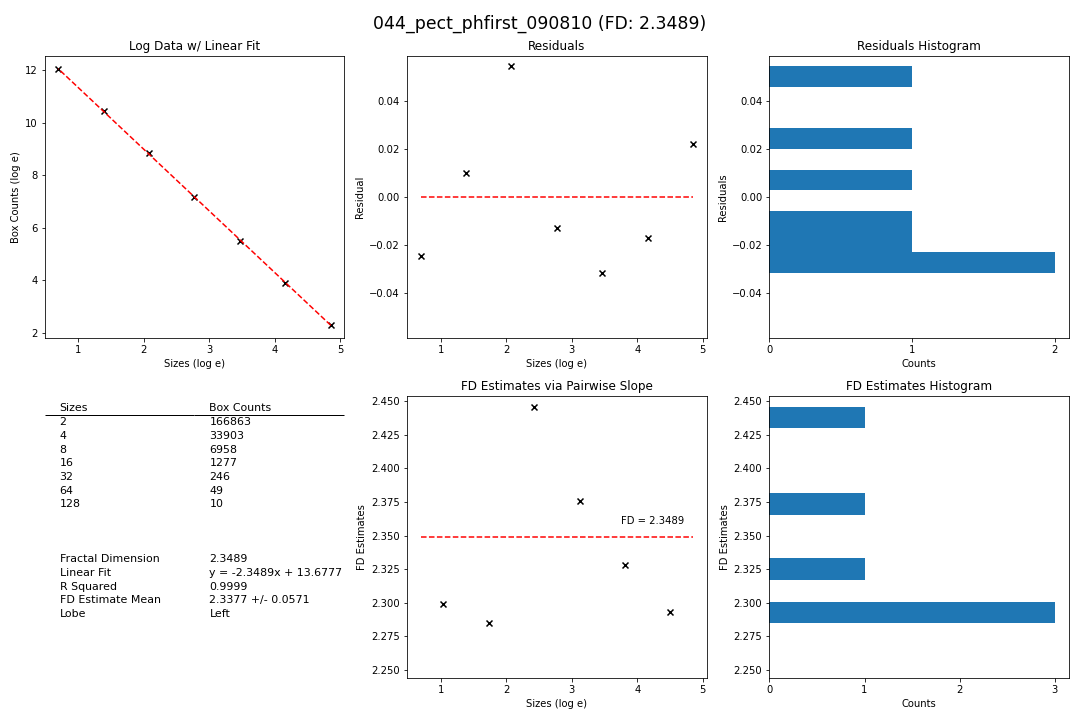 044_pect_phfirst_090810 (FD: 2.3489)
Log Data w/ Linear Fit
12
10
8
6
4
2
Box Counts (log e)
1 2 3 4 5
Sizes (log e)
Residuals
0.04
0.02
0.00
−0.02
−0.04
Residual
1 2 3 4 5
Sizes (log e)
Residuals Histogram
0.04
0.02
0.00
−0.02
−0.04
Residuals
0 1 2
Counts
Sizes Box Counts
2 166863
4 33903
8 6958
16 1277
32 246
64 49
128 10
Fractal Dimension 2.3489
Linear Fit y = -2.3489x + 13.6777
R Squared 0.9999
FD Estimate Mean 2.3377 +/- 0.0571
Lobe Left
FD Estimates via Pairwise Slope
2.450
2.425
2.400
2.375
2.350
2.325
2.300
2.275
2.250
FD Estimates
FD = 2.3489
1 2 3 4 5
Sizes (log e)
FD Estimates Histogram
2.450
2.425
2.400
2.375
2.350
2.325
2.300
2.275
2.250
FD Estimates
0 1 2 3
Counts